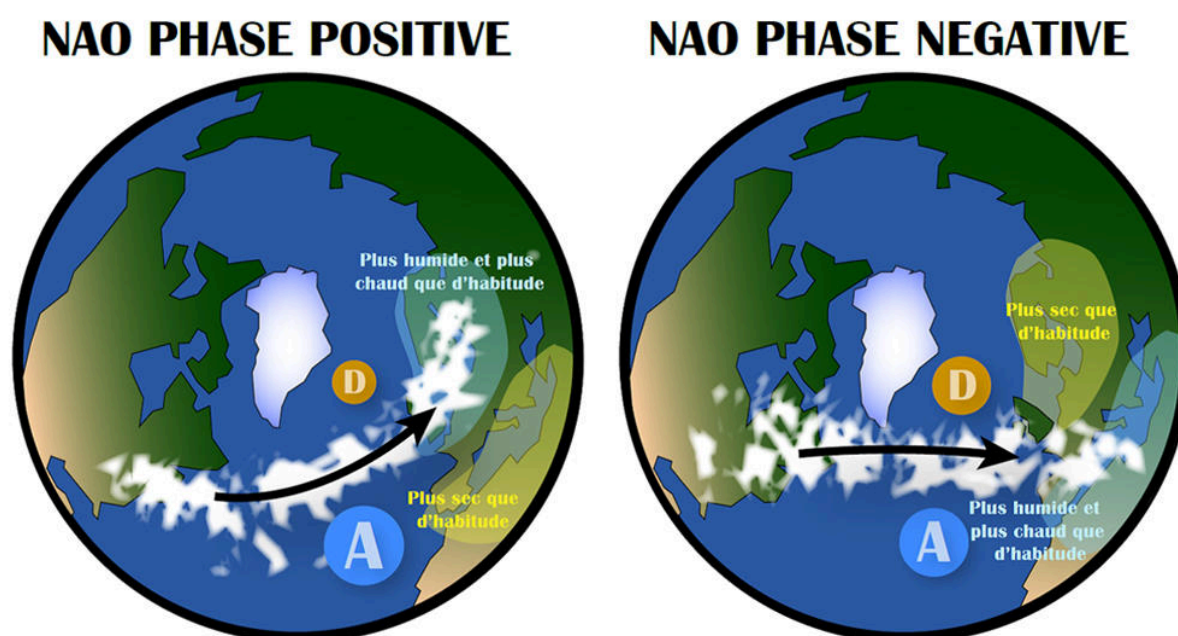 NAO PHASE POSITIVE
Plus humide et plus
chaud que d'habitude
D
Plus sec que
d'habitude
A
NAO PHASE NEGATIVE
Plus sec que
d'habitude
D
Plus humide et
plus chaud que
d'habitude
A